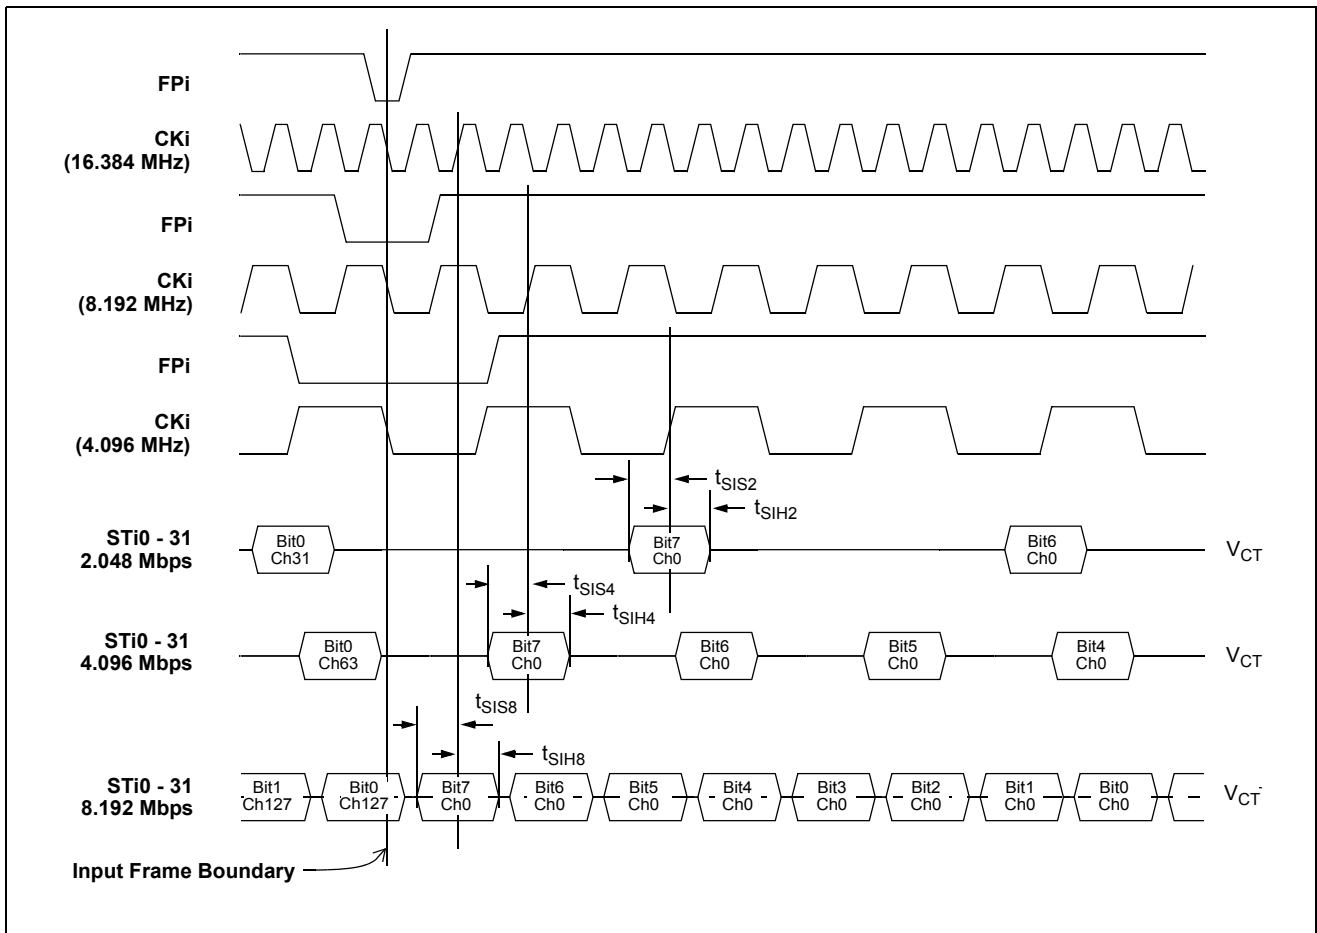 FPi
CKi
(16.384 MHz)
FPi
CKi
(8.192 MHz)
FPi
CKi
(4.096 MHz)
tSIS2
tSIH2
STi0 - 31
2.048 Mbps
Bit0
Ch31
Bit7
Ch0
Bit6
Ch0
VCT
tSIS4
tSIH4
STi0 - 31
4.096 Mbps
Bit0
Ch63
Bit7
Ch0
Bit6
Ch0
Bit5
Ch0
Bit4
Ch0
VCT
tSIS8
tSIH8
STi0 - 31
8.192 Mbps
Bit1
Ch127
Bit0
Ch127
Bit7
Ch0
Bit6
Ch0
Bit5
Ch0
Bit4
Ch0
Bit3
Ch0
Bit2
Ch0
Bit1
Ch0
Bit0
Ch0
VCT
Input Frame Boundary